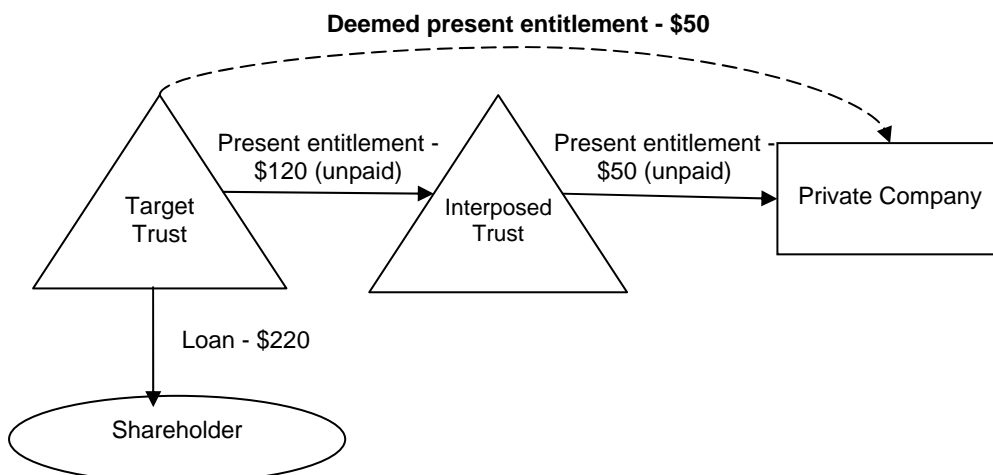 Deemed present entitlement - $50
Present entitlement -
$120 (unpaid)
Present entitlement -
$50 (unpaid)
Target
Trust
Interposed
Trust
Private Company
Loan - $220
Shareholder